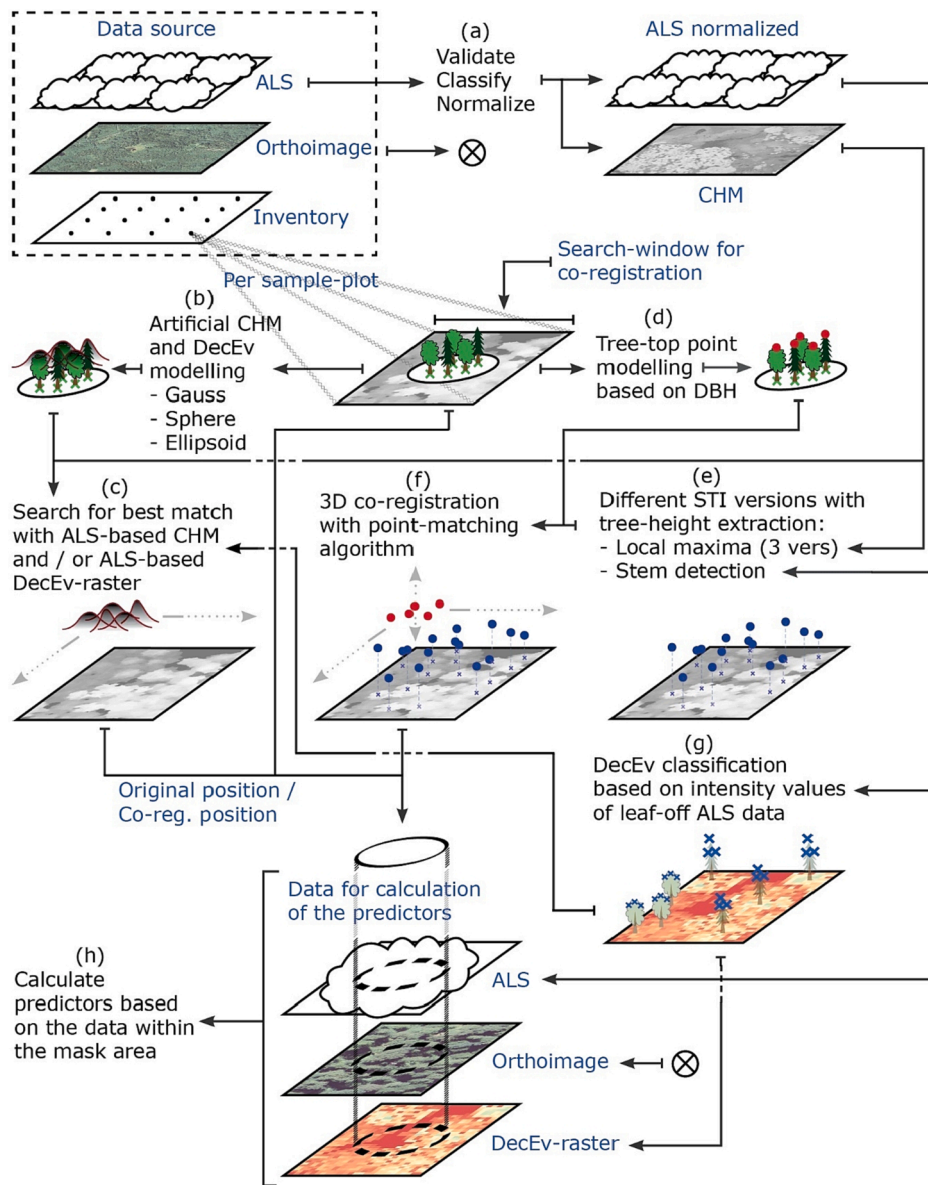 Data source
ALS
Orthoimage
Inventory
(a)
Validate
Classify
Normalize
ALS normalized
CHM
Search-window for
co-registration
Per sample-plot
(b)
Artificial CHM
and DecEv
modelling
- Gauss
- Sphere
- Ellipsoid
(d)
Tree-top point
modelling
based on DBH
(c)
Search for best match
with ALS-based CHM
and / or ALS-based
DecEv-raster
(f)
3D co-registration
with point-matching
algorithm
(e)
Different STI versions with
tree-height extraction:
- Local maxima (3 vers)
- Stem detection
(g)
DecEv classification
based on intensity values
of leaf-off ALS data
Original position /
Co-reg. position
Data for calculation
of the predictors
(h)
Calculate
predictors based
on the data within
the mask area
ALS
Orthoimage
DecEv-raster